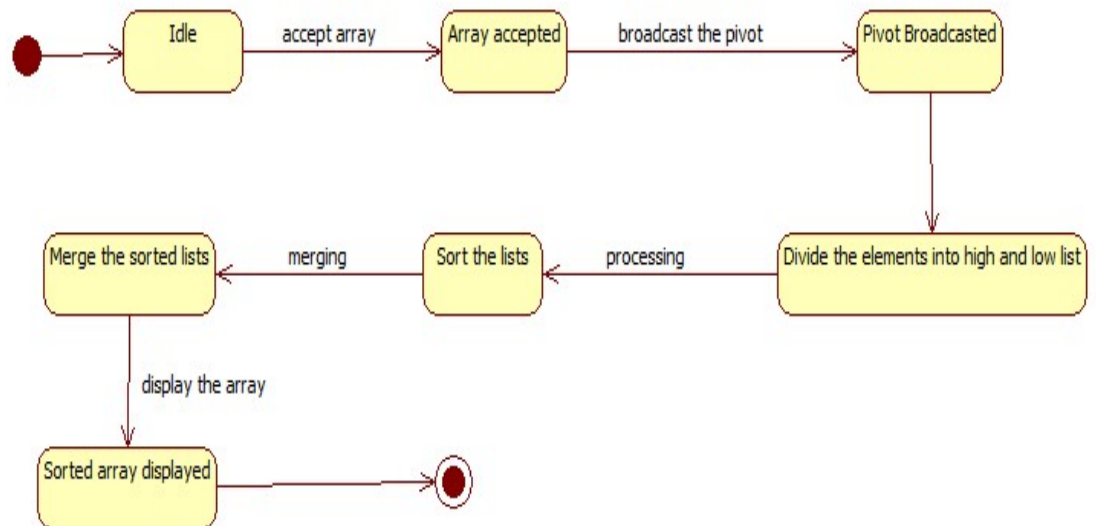 Idle
accept array
Array accepted
broadcast the pivot
Pivot Broadcasted
Merge the sorted lists
merging
Sort the lists
processing
Divide the elements into high and low list
display the array
Sorted array displayed